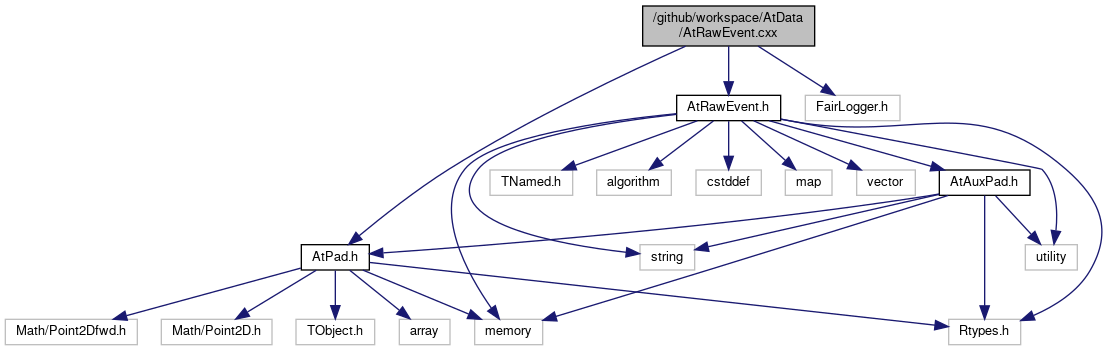 /github/workspace/AtData
/AtRawEvent.cxx
AtRawEvent.h
FairLogger.h
TNamed.h
algorithm
cstddef
map
vector
AtAuxPad.h
AtPad.h
string
utility
Math/Point2Dfwd.h
Math/Point2D.h
TObject.h
array
memory
Rtypes.h